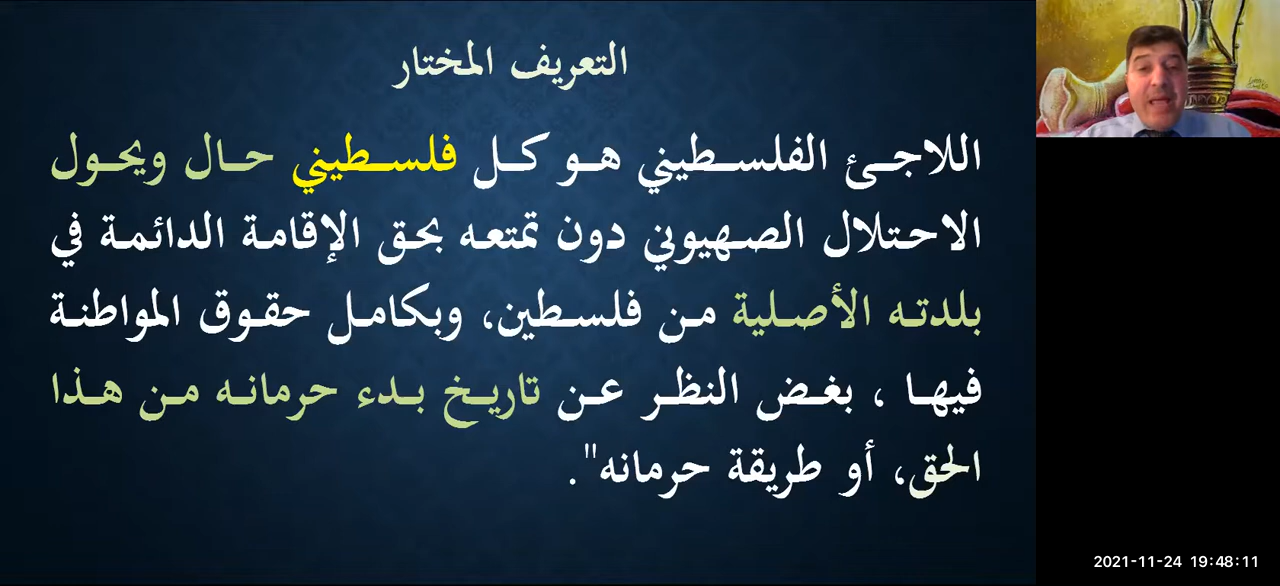 التعريف المختار
اللاجئ الفلسطيني هو كل فلسطيني حال ويحول
الاحتلال الصهيوني دون تمتعه بحق الإقامة الدائمة في
بلدته الأصلية من فلسطين، وبكامل حقوق المواطنة
فيها ، بغض النظر عن تاريخ بدء حرمانه من هذا
الحق، أو طريقة حرمانه".
2021-11-24 19:48:11